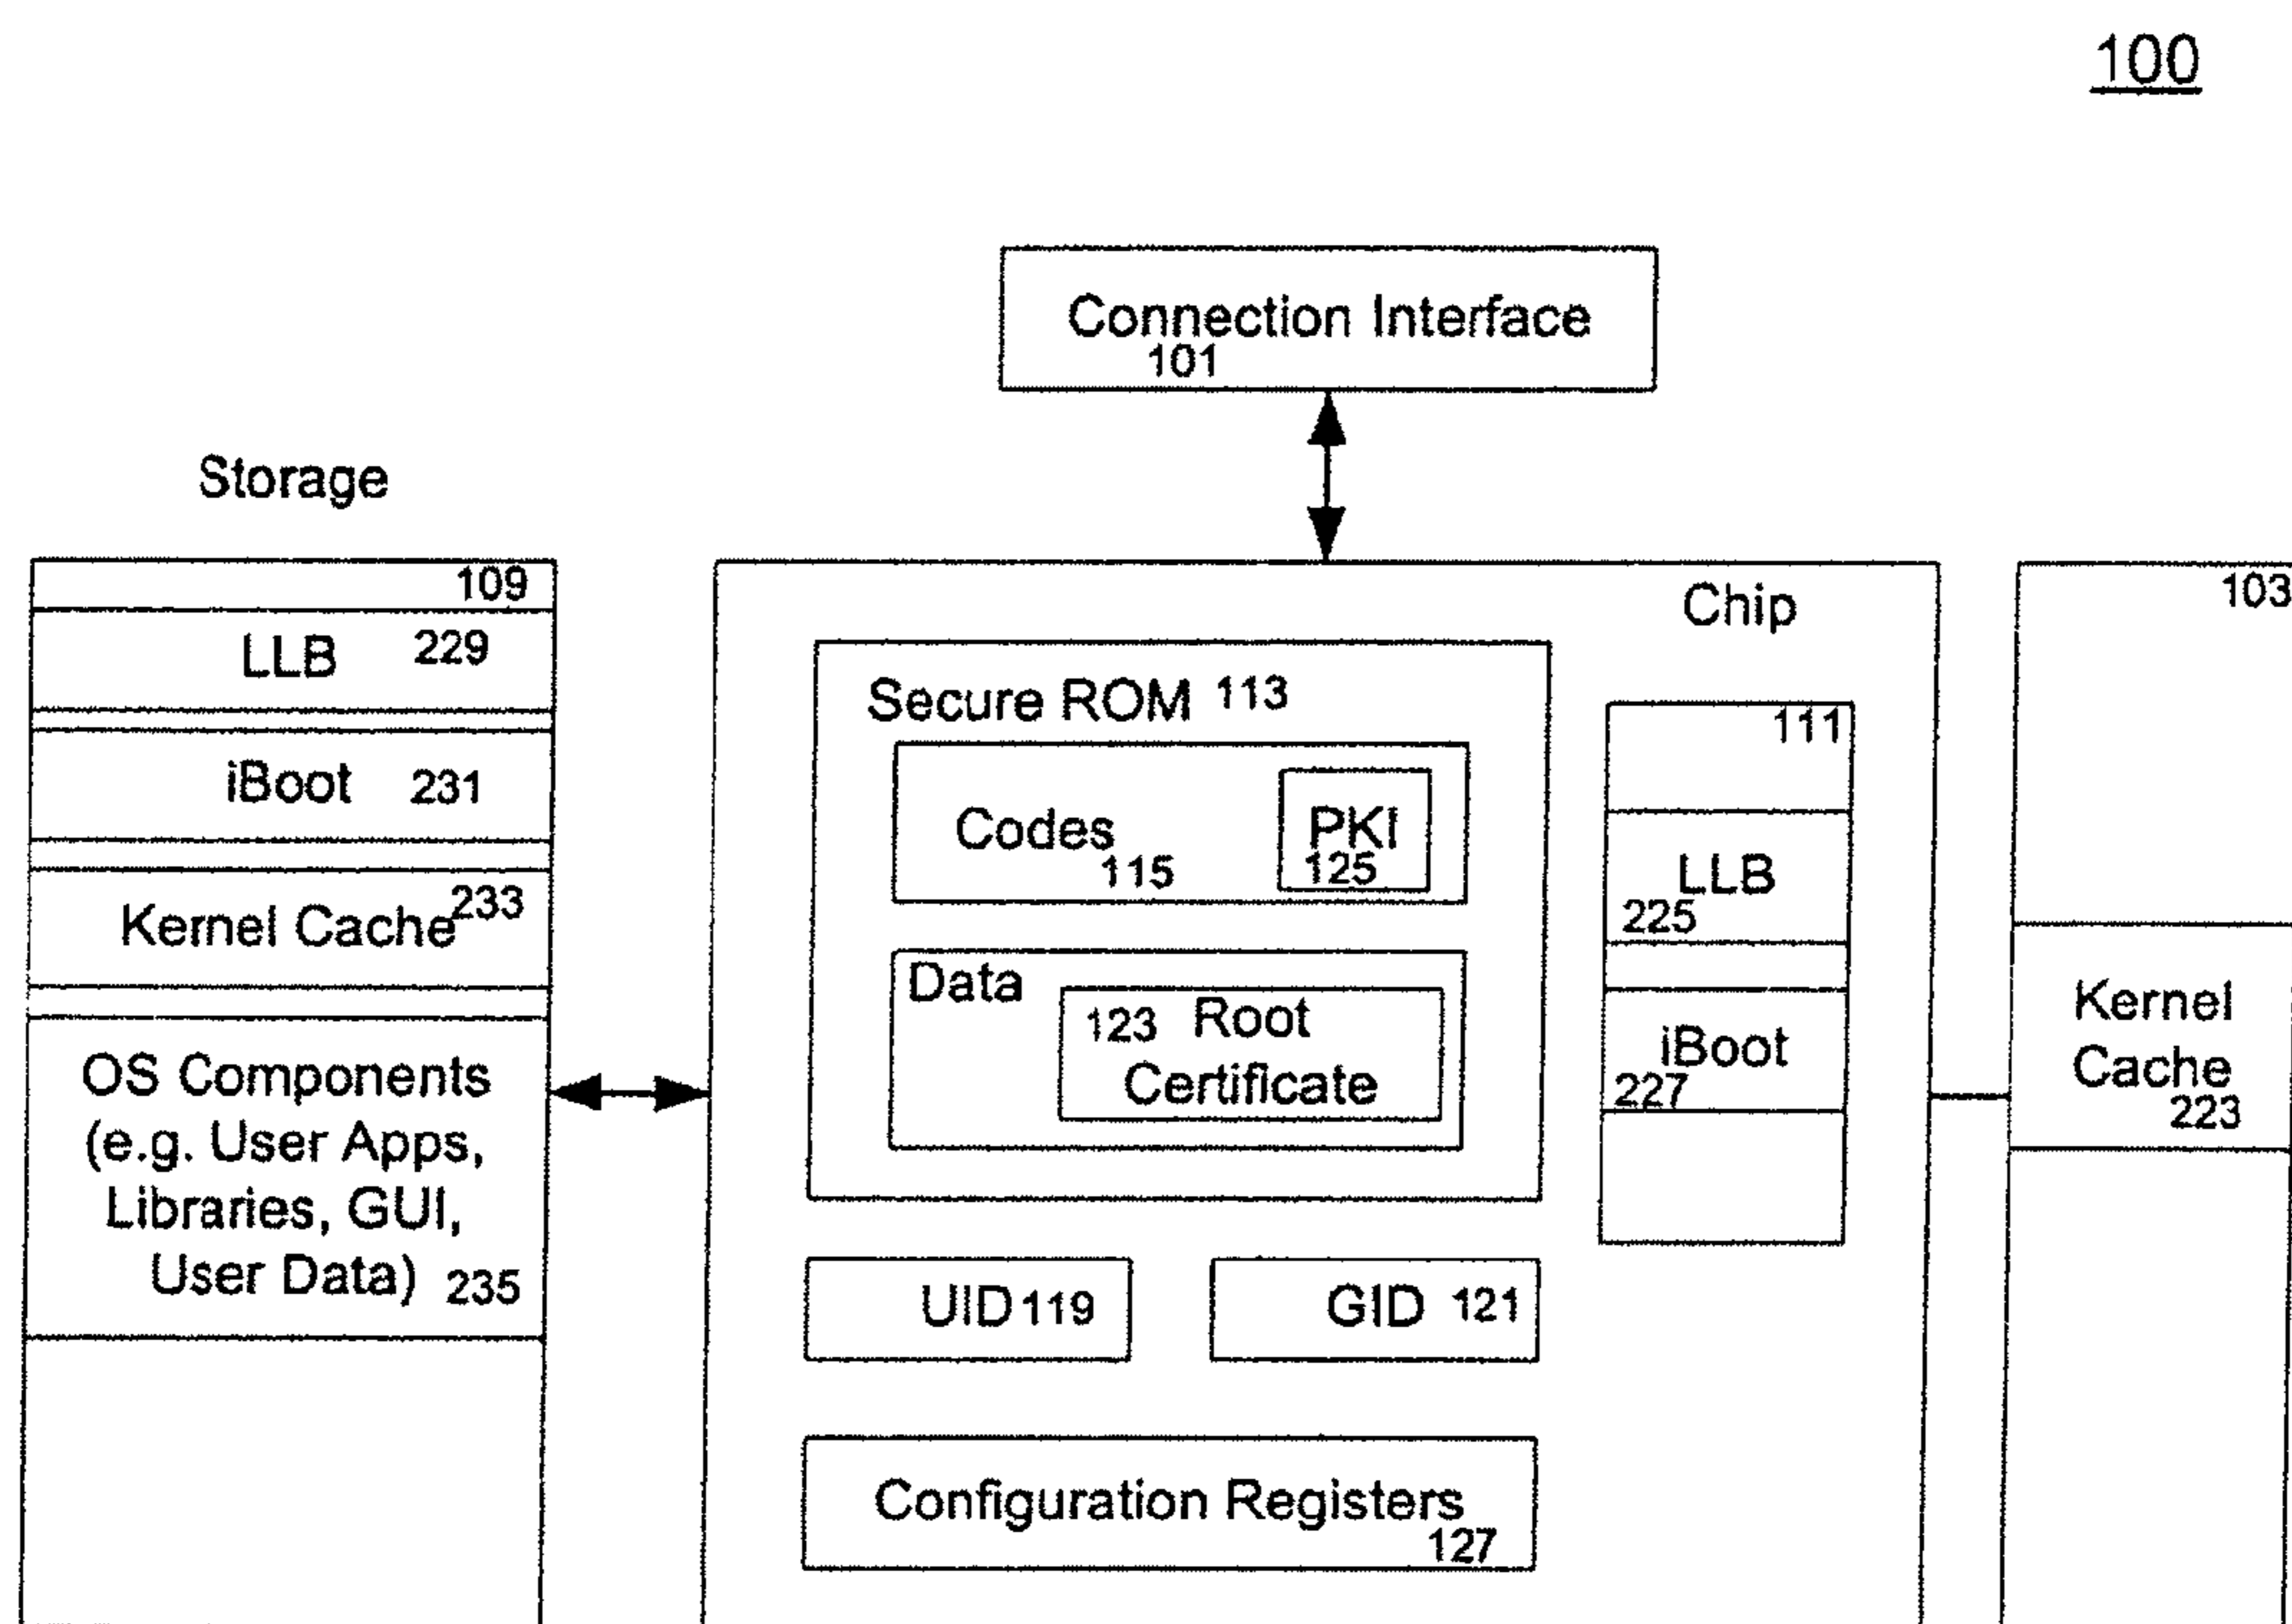 100
Connection Interface
101
Storage
109
LLB 229
iBoot 231
Kernel Cache 233
OS Components
(e.g. User Apps,
Libraries, GUI,
User Data) 235
Chip
Secure ROM 113
Codes 115
PKI
125
Data
123 Root
Certificate
UID 119
GID 121
Configuration Registers
127
111
LLB
225
iBoot
227
103
Kernel
Cache
223